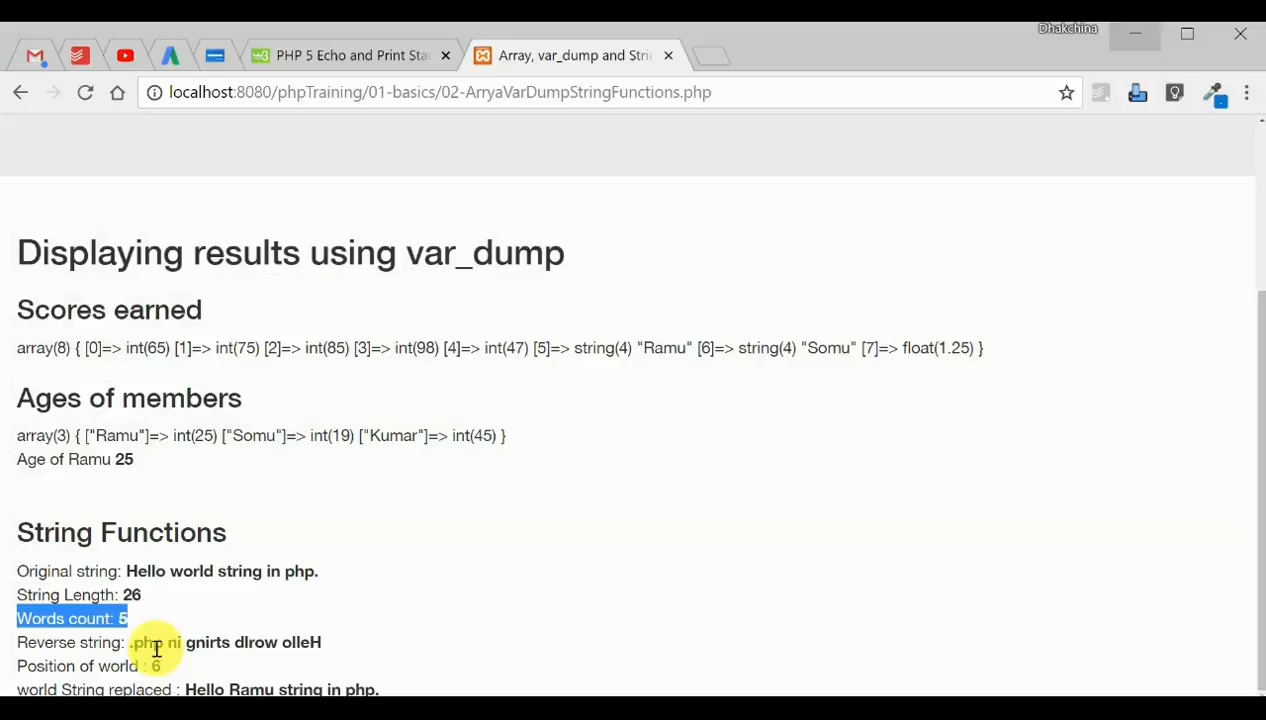 Dhakchina
PHP 5 Echo and Print Sta
Array, var_dump and Stri
localhost:8080/phpTraining/01-basics/02-ArryaVarDumpStringFunctions.php
Displaying results using var_dump
Scores earned
array(8) { [0]=> int(65) [1]=> int(75) [2]=> int(85) [3]=> int(98) [4]=> int(47) [5]=> string(4) "Ramu" [6]=> string(4) "Somu" [7]=> float(1.25) }
Ages of members
array(3) { ["Ramu"]=> int(25) ["Somu"]=> int(19) ["Kumar"]=> int(45) }
Age of Ramu 25
String Functions
Original string: Hello world string in php.
String Length: 26
Words count: 5
Reverse string: .php ni gnirts dlrow olleH
Position of world : 6
world String replaced : Hello Ramu string in php.